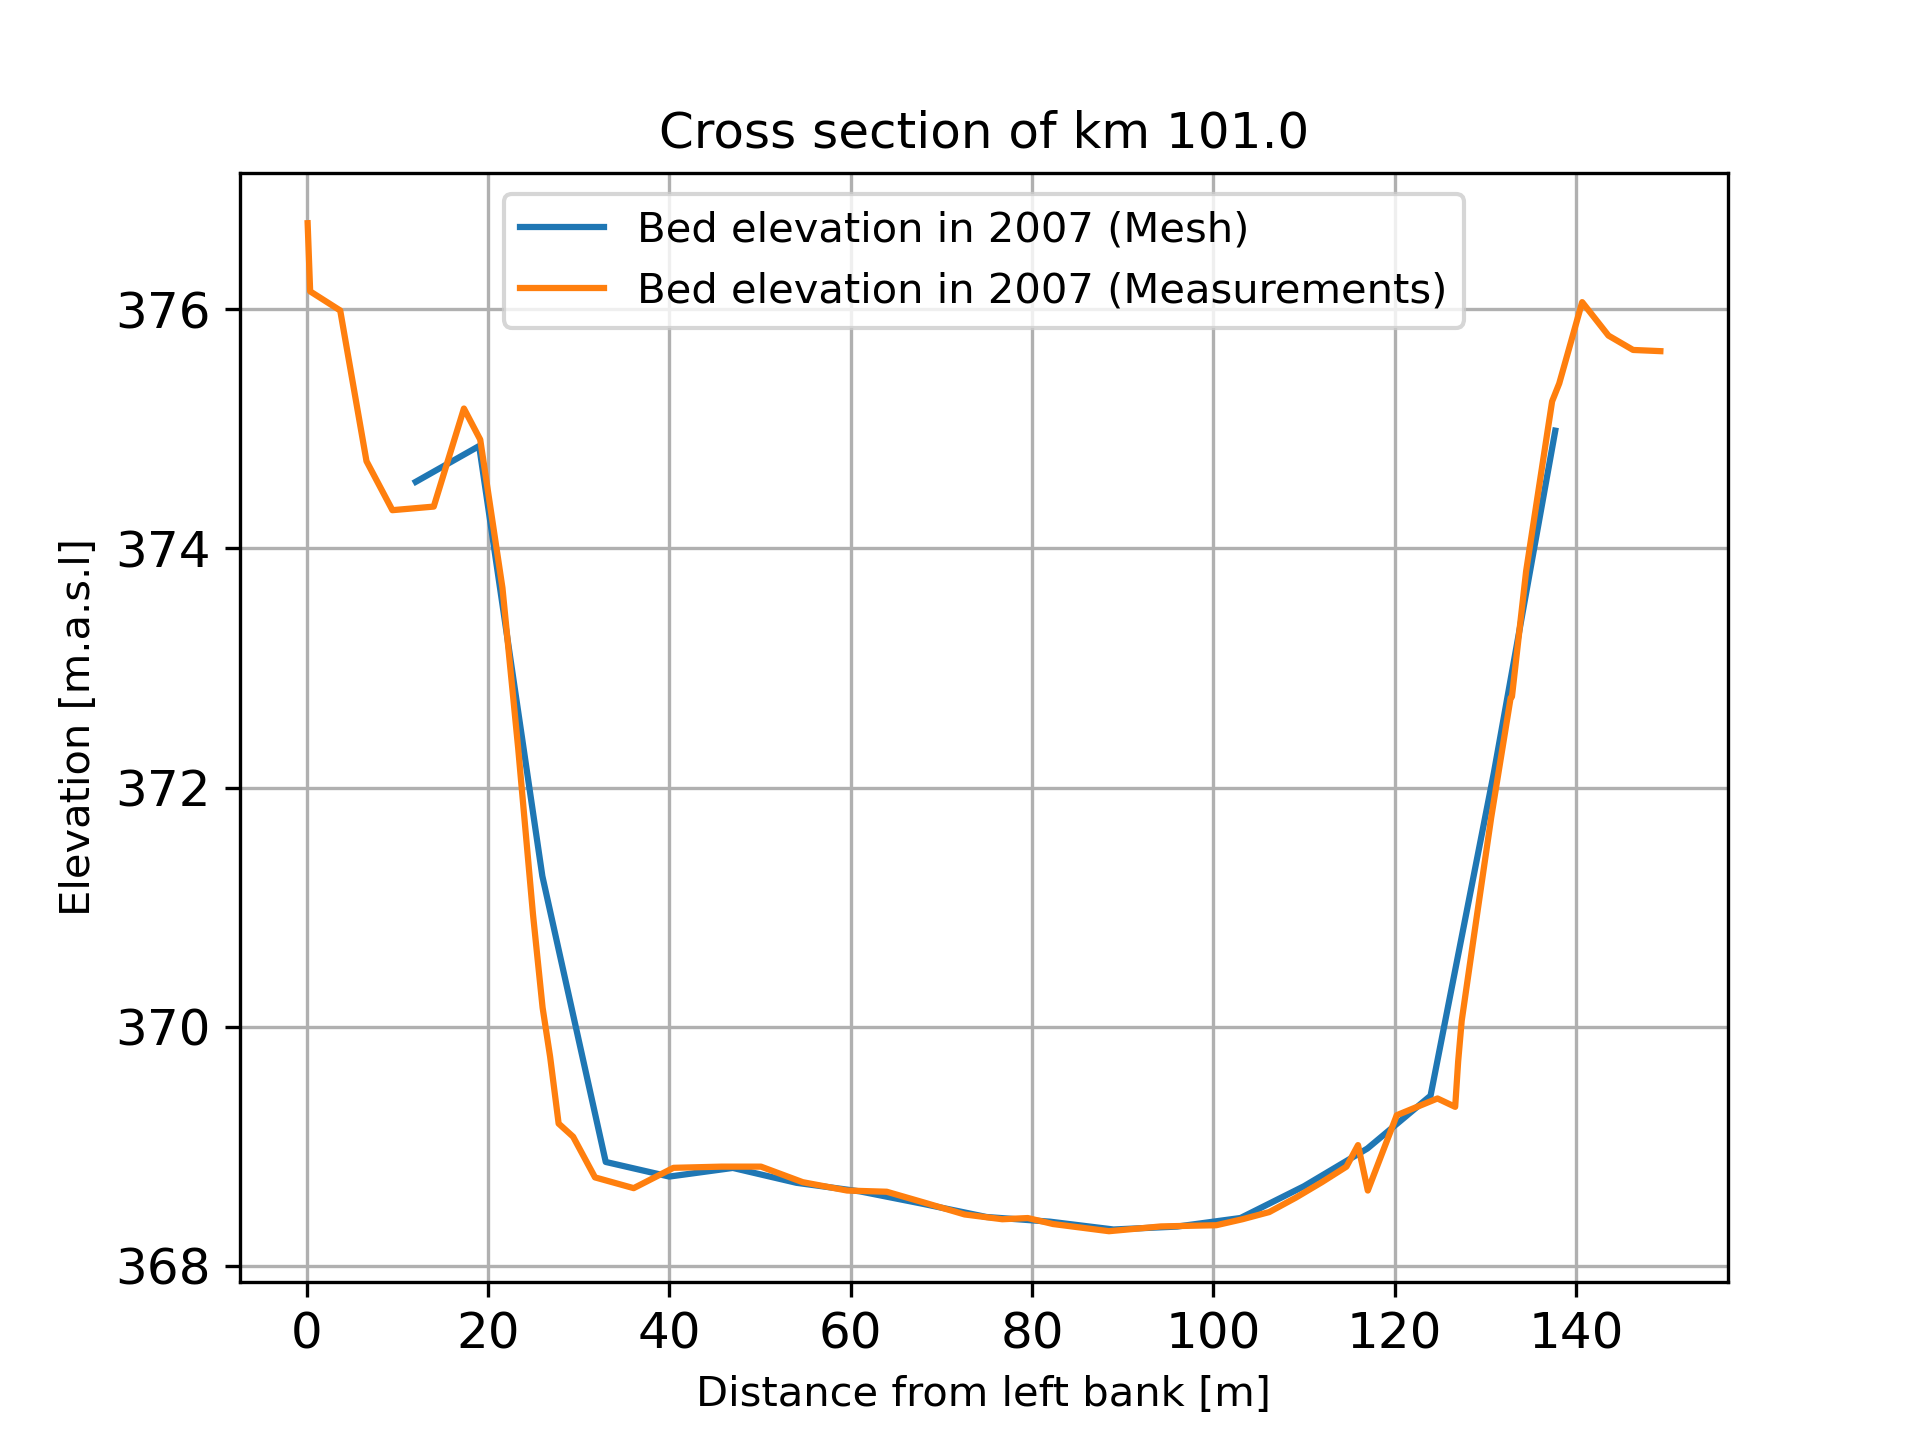 Cross section of km 101.0
Bed elevation in 2007 (Mesh)
Bed elevation in 2007 (Measurements)
Elevation [m.a.s.l]
376
374
372
370
368
0 20 40 60 80 100 120 140
Distance from left bank [m]